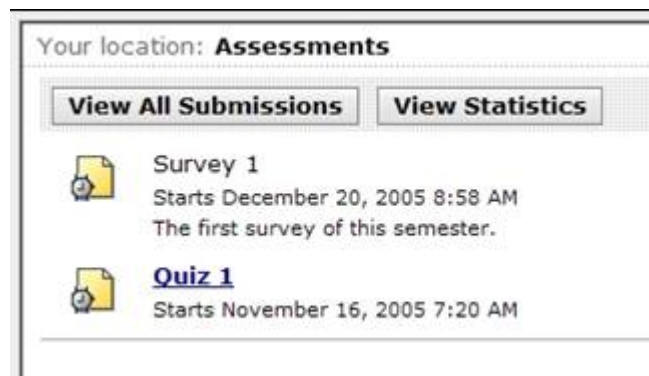 Your location: Assessments
View All Submissions View Statistics
Survey 1
Starts December 20, 2005 8:58 AM
The first survey of this semester.
Quiz 1
Starts November 16, 2005 7:20 AM